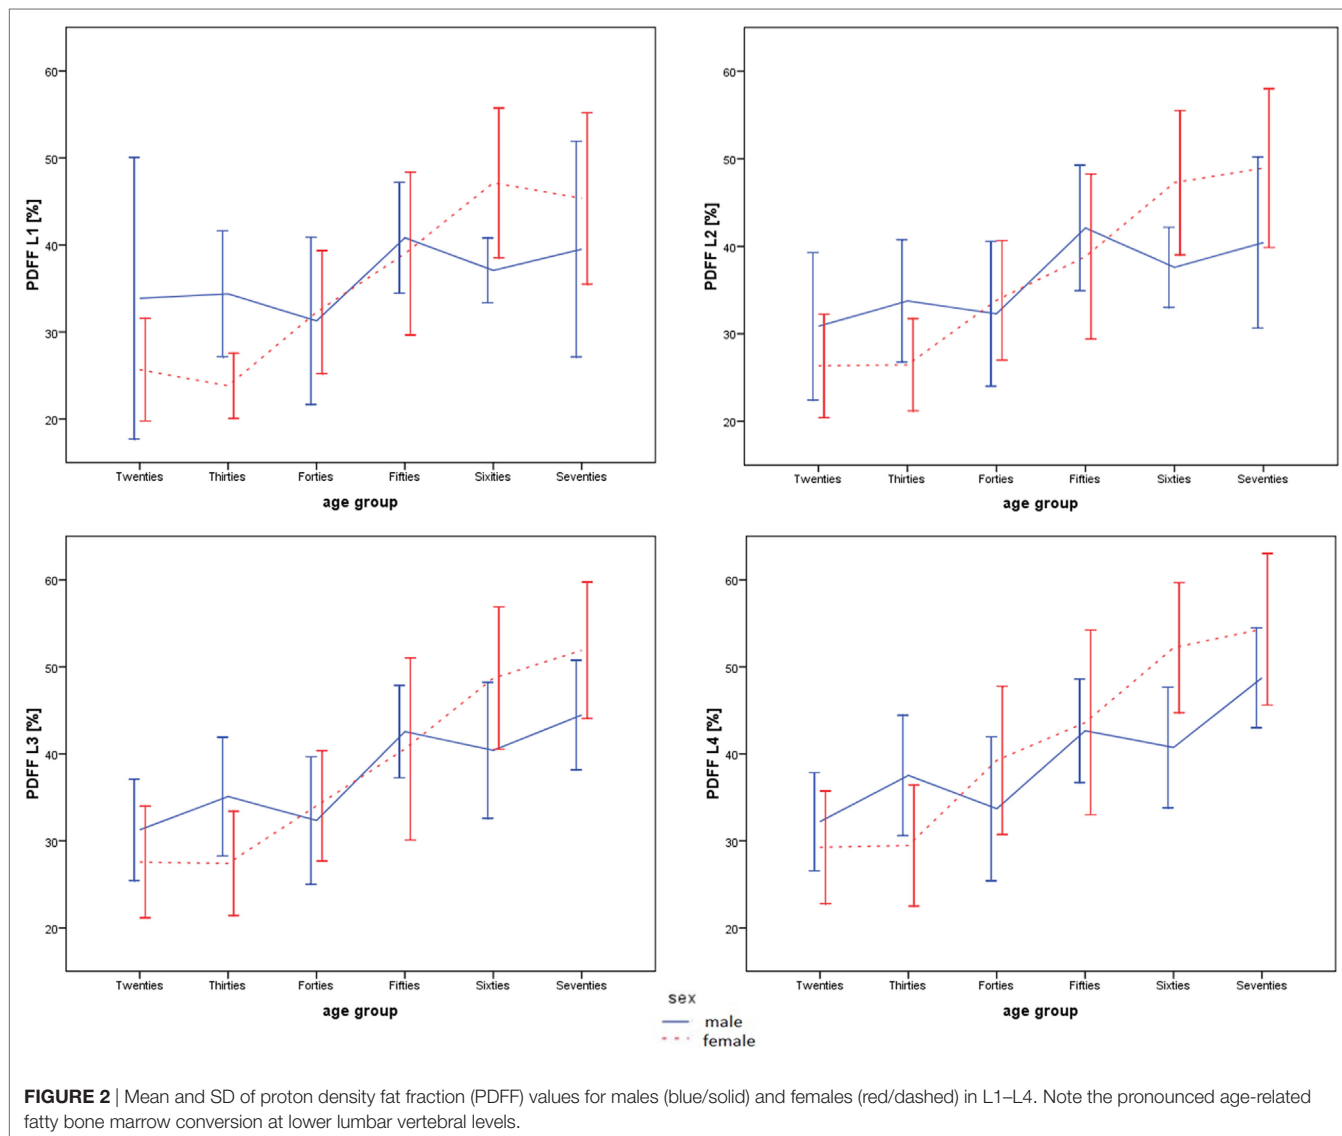 60
50
40
30
20
PDFF L1 [%]
Twenties Thirties Forties Fifties Sixities Seventies
age group
60
50
40
30
20
PDFF L2 [%]
Twenties Thirties Forties Fifties Sixties Seventies
age group
60
50
40
30
20
PDFF L3 [%]
Twenties Thirties Forties Fifties Sixties Seventies
age group
60
50
40
30
20
PDFF L4 [%]
Twenties Thirties Forties Fifties Sixties Seventies
age group
sex
male
female
FIGURE 2 | Mean and SD of proton density fat fraction (PDFF) values for males (blue/solid) and females (red/dashed) in L1–L4. Note the pronounced age-related
fatty bone marrow conversion at lower lumbar vertebral levels.